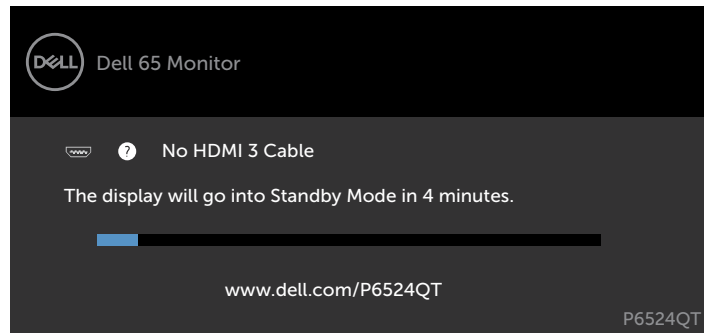 DELL
Dell 65 Monitor
? No HDMI 3 Cable
The display will go into Standby Mode in 4 minutes.
www.dell.com/P6524QT
P6524QT